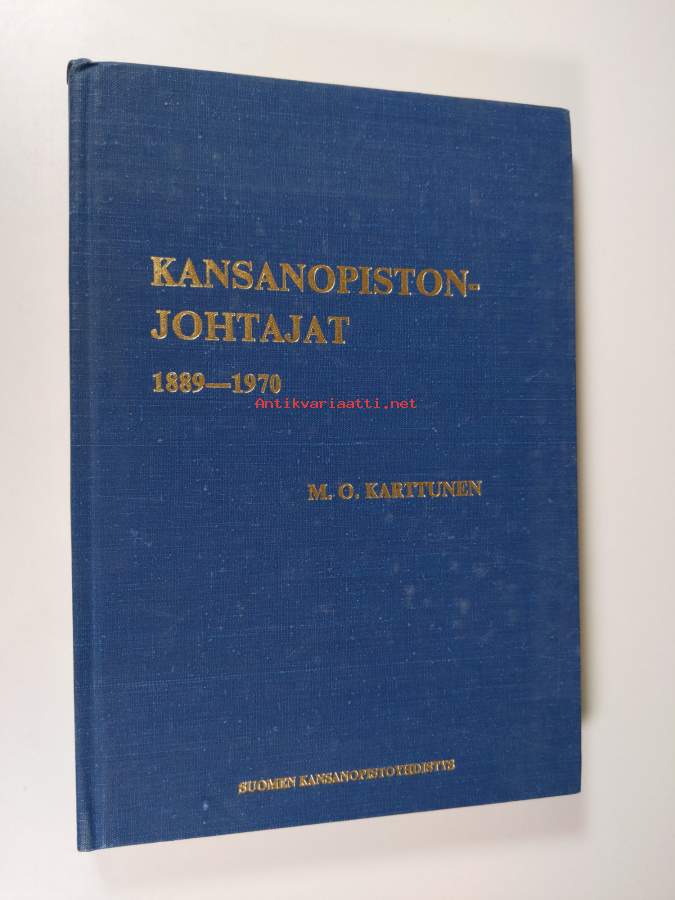 KANSANOPISTON-
JOHTAJAT
1889—1970
Antikvariaatti.net
M. O. KARTTUNEN
SUOMEN KANSANOPISTOYHDISTYS